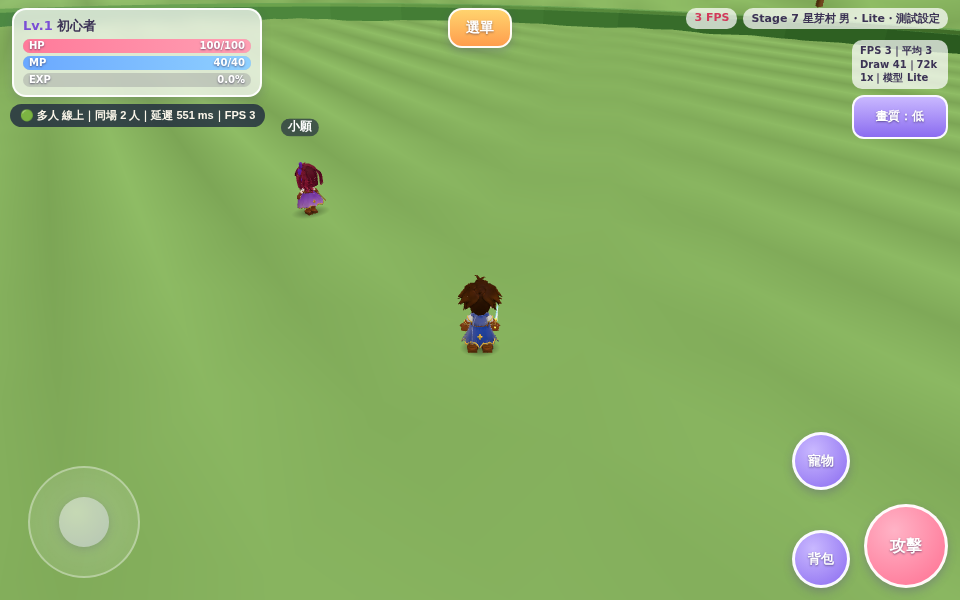 Lv.1 初心者
HP 100/100
MP 40/40
EXP 0.0%
🟢 多人 線上｜同場 2 人｜延遲 551 ms｜FPS 3
選單
3 FPS
Stage 7 星芽村 男・Lite・測試設定
FPS 3｜平均 3
Draw 41｜72k
1x｜模型 Lite
畫質：低
小願
寵物
背包
攻擊